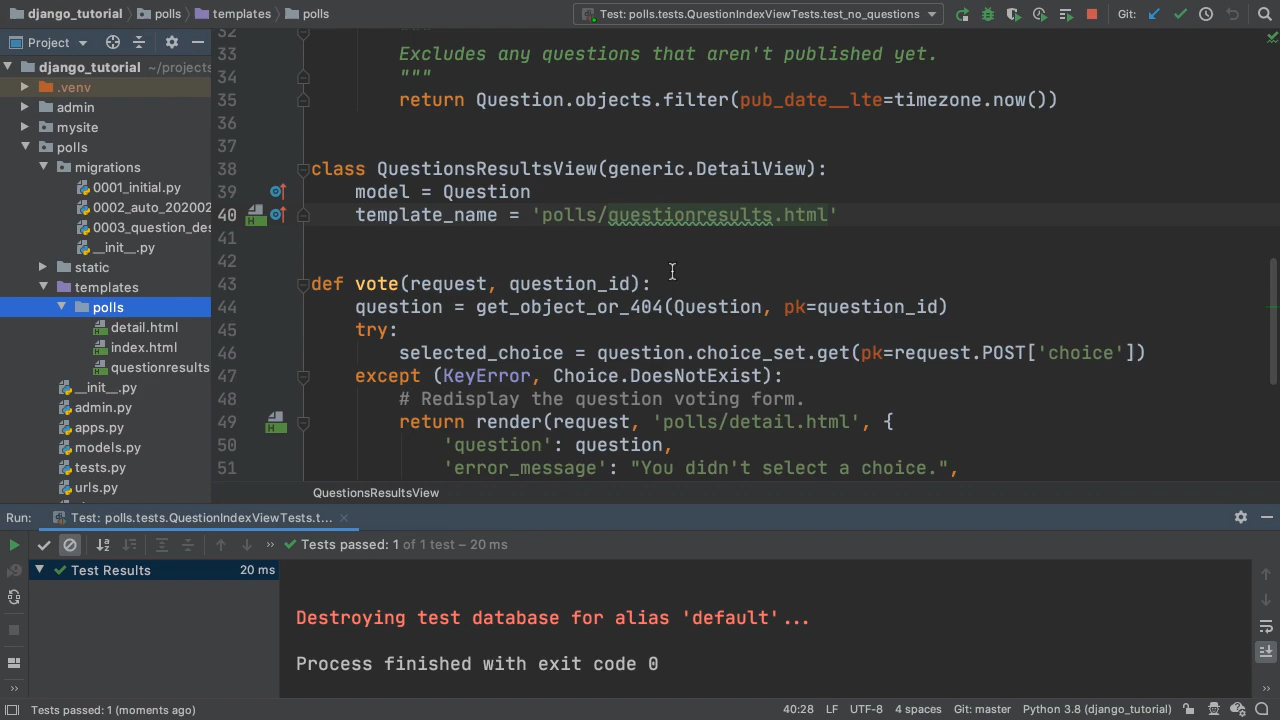 django_tutorial
polls
templates
polls
Test: polls.tests.QuestionIndexViewTests.test_no_questions
Git:
Project
django_tutorial ~/projects
.venv
admin
mysite
polls
migrations
0001_initial.py
0002_auto_202002
0003_question_des
__init__.py
static
templates
polls
detail.html
index.html
questionresults
__init__.py
admin.py
apps.py
models.py
tests.py
urls.py
32 """
33 Excludes any questions that aren't published yet.
34 """
35 return Question.objects.filter(pub_date__lte=timezone.now())
36
37
38 class QuestionsResultsView(generic.DetailView):
39 model = Question
40 template_name = 'polls/questionresults.html'
41
42
43 def vote(request, question_id):
44 question = get_object_or_404(Question, pk=question_id)
45 try:
46 selected_choice = question.choice_set.get(pk=request.POST['choice'])
47 except (KeyError, Choice.DoesNotExist):
48 # Redisplay the question voting form.
49 return render(request, 'polls/detail.html', {
50 'question': question,
51 'error_message': "You didn't select a choice.",
QuestionsResultsView
Run: Test: polls.tests.QuestionIndexViewTests.t...
Tests passed: 1 of 1 test – 20 ms
Test Results 20 ms
Destroying test database for alias 'default'...
Process finished with exit code 0
Tests passed: 1 (moments ago)
40:28 LF UTF-8 4 spaces Git: master Python 3.8 (django_tutorial)